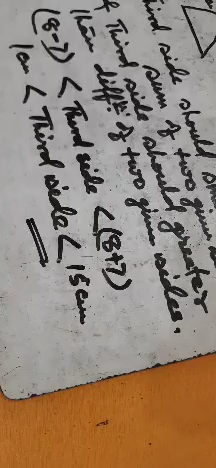 third side should
sum of two given
Third side should greater
than diffⁿ of two given sides.
(8-7) < Third side < (8+7)
1cm < Third side < 15cm